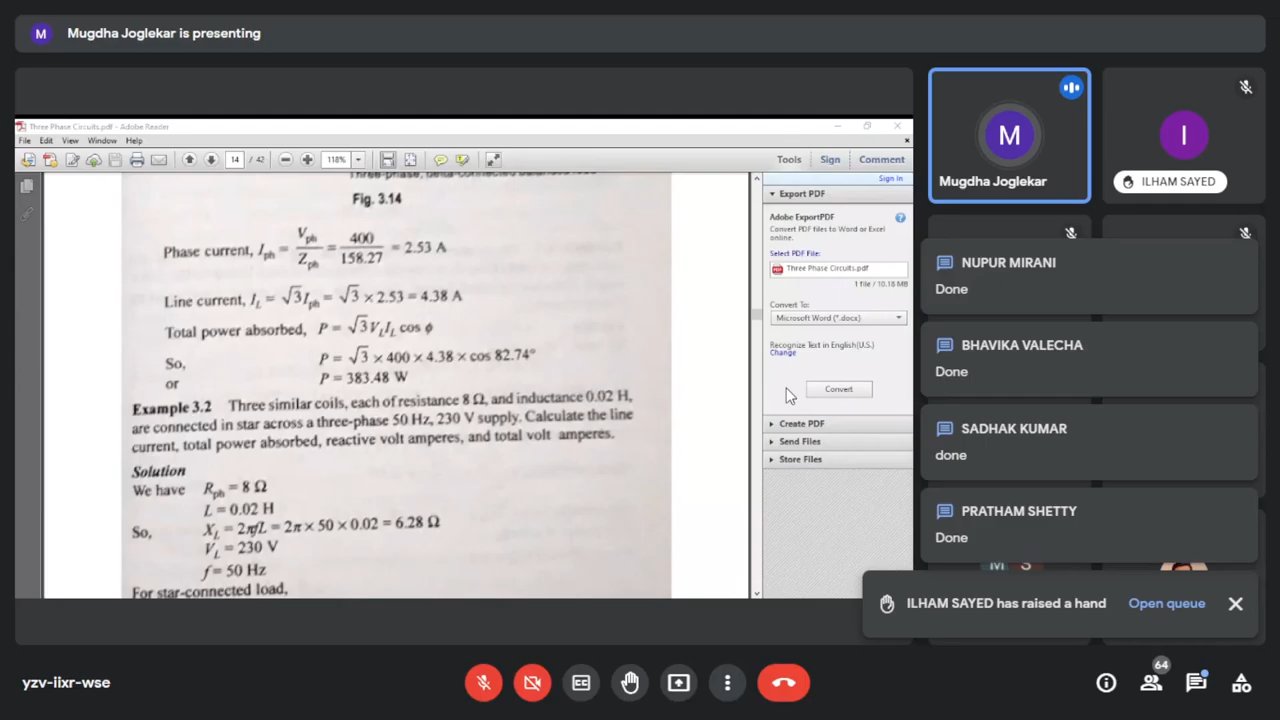 M Mugdha Joglekar is presenting
Three Phase Circuits.pdf - Adobe Reader
File Edit View Window Help
14 / 42 118% Tools Sign Comment
Three-phase, delta-connected balanced load
Fig. 3.14
Phase current, I_ph = V_ph / Z_ph = 400 / 158.27 = 2.53 A
Line current, I_L = √3 I_ph = √3 × 2.53 = 4.38 A
Total power absorbed, P = √3 V_L I_L cos ϕ
So, P = √3 × 400 × 4.38 × cos 82.74°
or P = 383.48 W
Example 3.2 Three similar coils, each of resistance 8 Ω, and inductance 0.02 H,
are connected in star across a three-phase 50 Hz, 230 V supply. Calculate the line
current, total power absorbed, reactive volt amperes, and total volt amperes.
Solution
We have R_ph = 8 Ω
L = 0.02 H
So, X_L = 2πfL = 2π × 50 × 0.02 = 6.28 Ω
V_L = 230 V
f = 50 Hz
For star-connected load,
Sign In
Export PDF
Adobe ExportPDF
Convert PDF files to Word or Excel
online.
Select PDF File:
Three Phase Circuits.pdf
1 file / 10.18 MB
Convert To:
Microsoft Word (*.docx)
Recognize Text in English(U.S.)
Change
Convert
Create PDF
Send Files
Store Files
M
Mugdha Joglekar
I
ILHAM SAYED
NUPUR MIRANI
Done
BHAVIKA VALECHA
Done
SADHAK KUMAR
done
PRATHAM SHETTY
Done
M S
ILHAM SAYED has raised a hand Open queue
yzv-iixr-wse
64